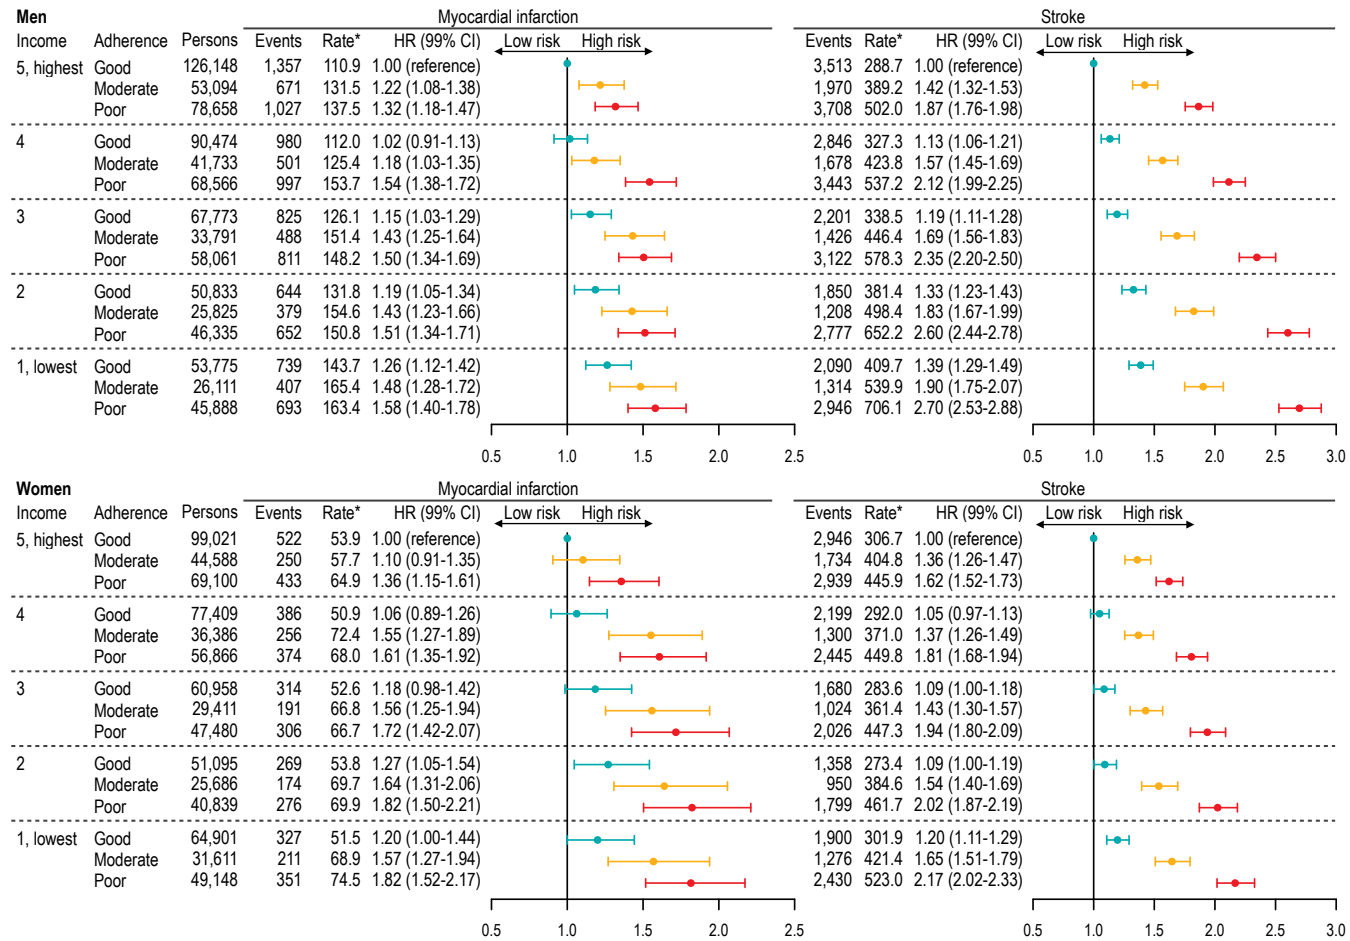 Men
Myocardial infarction Stroke
Income Adherence Persons Events Rate* HR (99% CI) Low risk High risk Events Rate* HR (99% CI) Low risk High risk
5, highest Good 126,148 1,357 110.9 1.00 (reference) 3,513 288.7 1.00 (reference)
Moderate 53,094 671 131.5 1.22 (1.08-1.38) 1,970 389.2 1.42 (1.32-1.53)
Poor 78,658 1,027 137.5 1.32 (1.18-1.47) 3,708 502.0 1.87 (1.76-1.98)
4 Good 90,474 980 112.0 1.02 (0.91-1.13) 2,846 327.3 1.13 (1.06-1.21)
Moderate 41,733 501 125.4 1.18 (1.03-1.35) 1,678 423.8 1.57 (1.45-1.69)
Poor 68,566 997 153.7 1.54 (1.38-1.72) 3,443 537.2 2.12 (1.99-2.25)
3 Good 67,773 825 126.1 1.15 (1.03-1.29) 2,201 338.5 1.19 (1.11-1.28)
Moderate 33,791 488 151.4 1.43 (1.25-1.64) 1,426 446.4 1.69 (1.56-1.83)
Poor 58,061 811 148.2 1.50 (1.34-1.69) 3,122 578.3 2.35 (2.20-2.50)
2 Good 50,833 644 131.8 1.19 (1.05-1.34) 1,850 381.4 1.33 (1.23-1.43)
Moderate 25,825 379 154.6 1.43 (1.23-1.66) 1,208 498.4 1.83 (1.67-1.99)
Poor 46,335 652 150.8 1.51 (1.34-1.71) 2,777 652.2 2.60 (2.44-2.78)
1, lowest Good 53,775 739 143.7 1.26 (1.12-1.42) 2,090 409.7 1.39 (1.29-1.49)
Moderate 26,111 407 165.4 1.48 (1.28-1.72) 1,314 539.9 1.90 (1.75-2.07)
Poor 45,888 693 163.4 1.58 (1.40-1.78) 2,946 706.1 2.70 (2.53-2.88)
0.5 1.0 1.5 2.0 2.5 0.5 1.0 1.5 2.0 2.5 3.0
Women
Myocardial infarction Stroke
Income Adherence Persons Events Rate* HR (99% CI) Low risk High risk Events Rate* HR (99% CI) Low risk High risk
5, highest Good 99,021 522 53.9 1.00 (reference) 2,946 306.7 1.00 (reference)
Moderate 44,588 250 57.7 1.10 (0.91-1.35) 1,734 404.8 1.36 (1.26-1.47)
Poor 69,100 433 64.9 1.36 (1.15-1.61) 2,939 445.9 1.62 (1.52-1.73)
4 Good 77,409 386 50.9 1.06 (0.89-1.26) 2,199 292.0 1.05 (0.97-1.13)
Moderate 36,386 256 72.4 1.55 (1.27-1.89) 1,300 371.0 1.37 (1.26-1.49)
Poor 56,866 374 68.0 1.61 (1.35-1.92) 2,445 449.8 1.81 (1.68-1.94)
3 Good 60,958 314 52.6 1.18 (0.98-1.42) 1,680 283.6 1.09 (1.00-1.18)
Moderate 29,411 191 66.8 1.56 (1.25-1.94) 1,024 361.4 1.43 (1.30-1.57)
Poor 47,480 306 66.7 1.72 (1.42-2.07) 2,026 447.3 1.94 (1.80-2.09)
2 Good 51,095 269 53.8 1.27 (1.05-1.54) 1,358 273.4 1.09 (1.00-1.19)
Moderate 25,686 174 69.7 1.64 (1.31-2.06) 950 384.6 1.54 (1.40-1.69)
Poor 40,839 276 69.9 1.82 (1.50-2.21) 1,799 461.7 2.02 (1.87-2.19)
1, lowest Good 64,901 327 51.5 1.20 (1.00-1.44) 1,900 301.9 1.20 (1.11-1.29)
Moderate 31,611 211 68.9 1.57 (1.27-1.94) 1,276 421.4 1.65 (1.51-1.79)
Poor 49,148 351 74.5 1.82 (1.52-2.17) 2,430 523.0 2.17 (2.02-2.33)
0.5 1.0 1.5 2.0 2.5 0.5 1.0 1.5 2.0 2.5 3.0